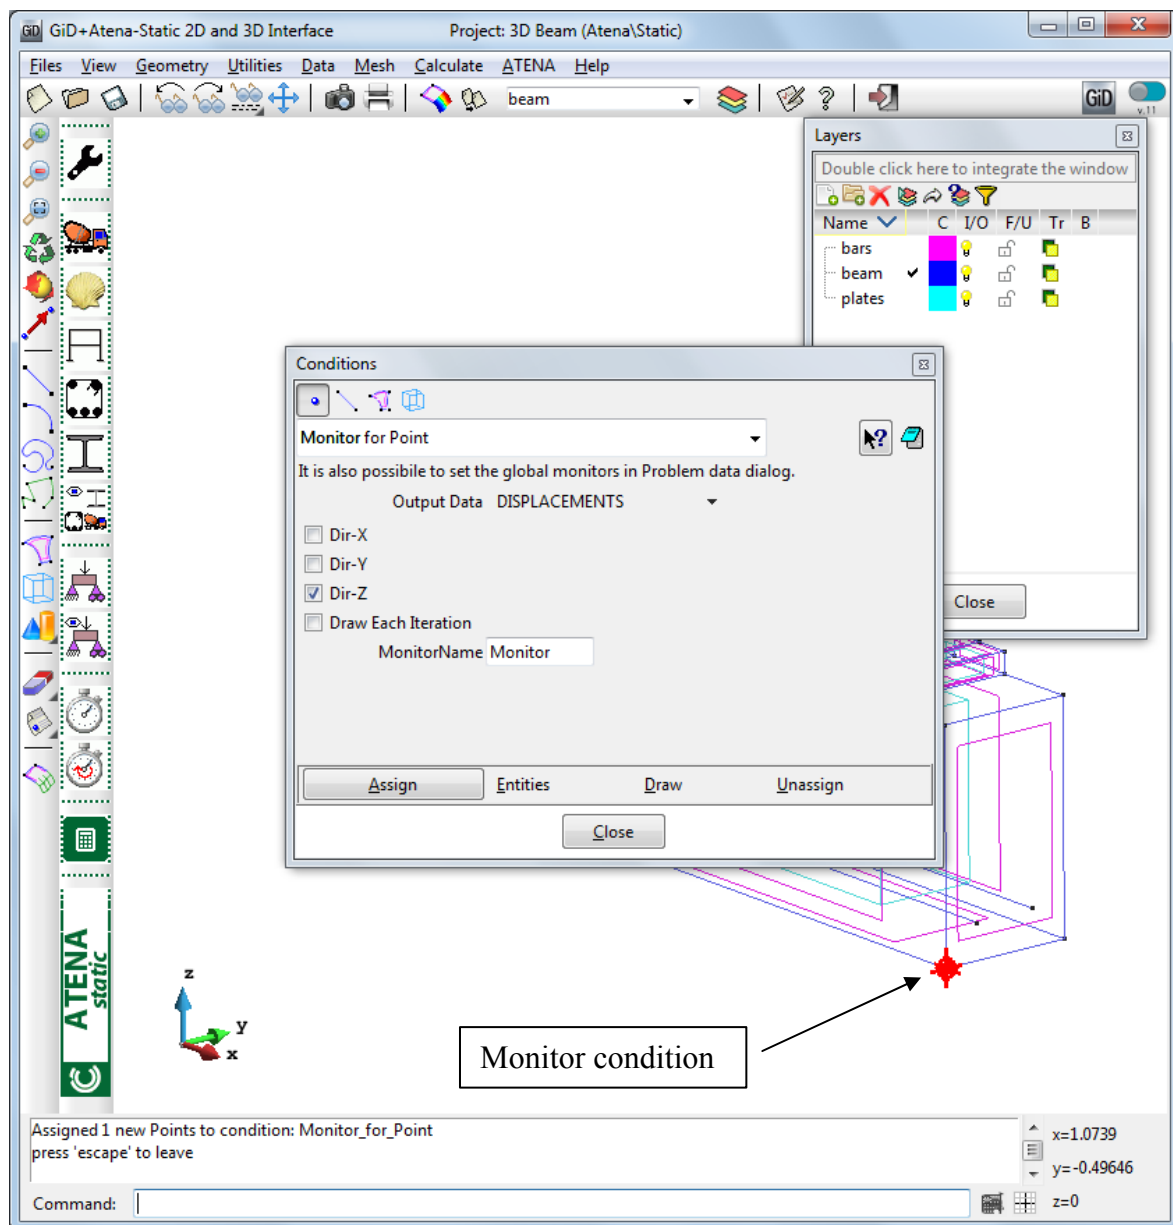 GiD GiD+Atena-Static 2D and 3D Interface Project: 3D Beam (Atena\Static)
Files View Geometry Utilities Data Mesh Calculate ATENA Help
beam GiD
v.11
Layers
Double click here to integrate the window
Name C I/O F/U Tr B
bars
beam
plates
Close
Conditions
Monitor for Point
It is also possibile to set the global monitors in Problem data dialog.
Output Data DISPLACEMENTS
Dir-X
Dir-Y
Dir-Z
Draw Each Iteration
MonitorName Monitor
Assign Entities Draw Unassign
Close
ATENA
static
z
y
x
Monitor condition
Assigned 1 new Points to condition: Monitor_for_Point
press 'escape' to leave
x=1.0739
y=-0.49646
z=0
Command: